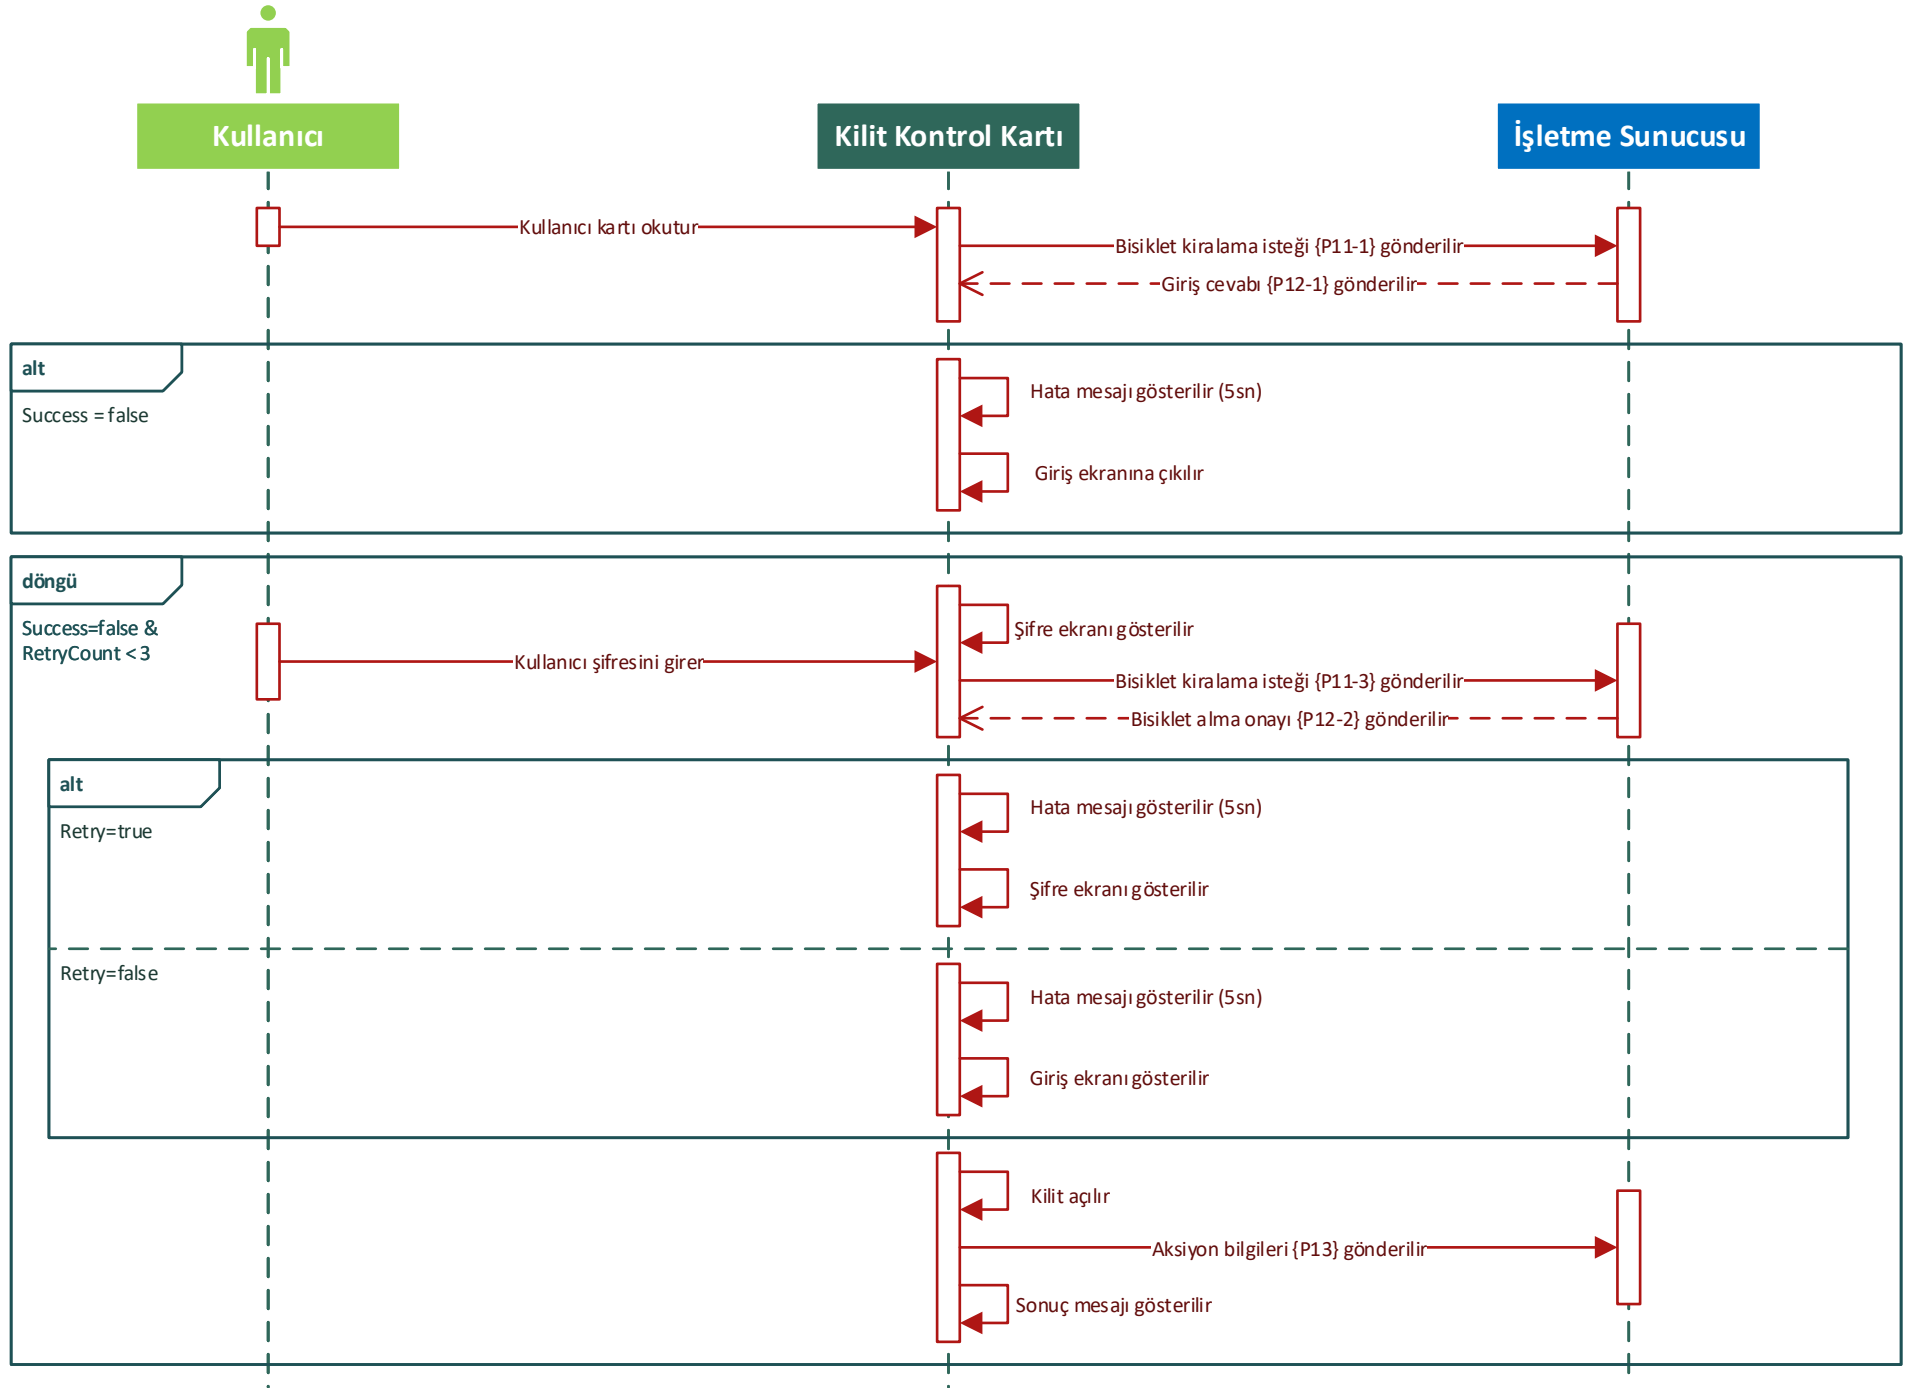 Kullanıcı
Kilit Kontrol Kartı
İşletme Sunucusu
Kullanıcı kartı okutur
Bisiklet kiralama isteği {P11-1} gönderilir
Giriş cevabı {P12-1} gönderilir
alt
Success = false
Hata mesajı gösterilir (5sn)
Giriş ekranına çıkılır
döngü
Success=false &
RetryCount < 3
Şifre ekranı gösterilir
Kullanıcı şifresini girer
Bisiklet kiralama isteği {P11-3} gönderilir
Bisiklet alma onayı {P12-2} gönderilir
alt
Retry=true
Hata mesajı gösterilir (5sn)
Şifre ekranı gösterilir
Retry=false
Hata mesajı gösterilir (5sn)
Giriş ekranı gösterilir
Kilit açılır
Aksiyon bilgileri {P13} gönderilir
Sonuç mesajı gösterilir